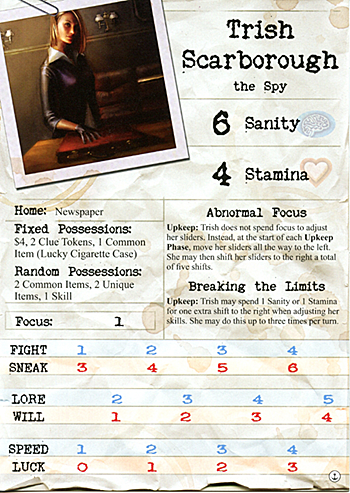 Trish
Scarborough
the Spy
6 Sanity
4 Stamina
Home: Newspaper
Fixed Possessions:
$4, 2 Clue Tokens, 1 Common
Item (Lucky Cigarette Case)
Random Possessions:
2 Common Items, 2 Unique
Items, 1 Skill
Focus: 1
Abnormal Focus
Upkeep: Trish does not spend focus to adjust
her sliders. Instead, at the start of each Upkeep
Phase, move her sliders all the way to the left.
She may then shift her sliders to the right a total
of five shifts.
Breaking the Limits
Upkeep: Trish may spend 1 Sanity or 1 Stamina
for one extra shift to the right when adjusting
her skills. She may do this up to three times per turn.
FIGHT 1 2 3 4
SNEAK 3 4 5 6
LORE 2 3 4 5
WILL 1 2 3 4
SPEED 1 2 3 4
LUCK 0 1 2 3